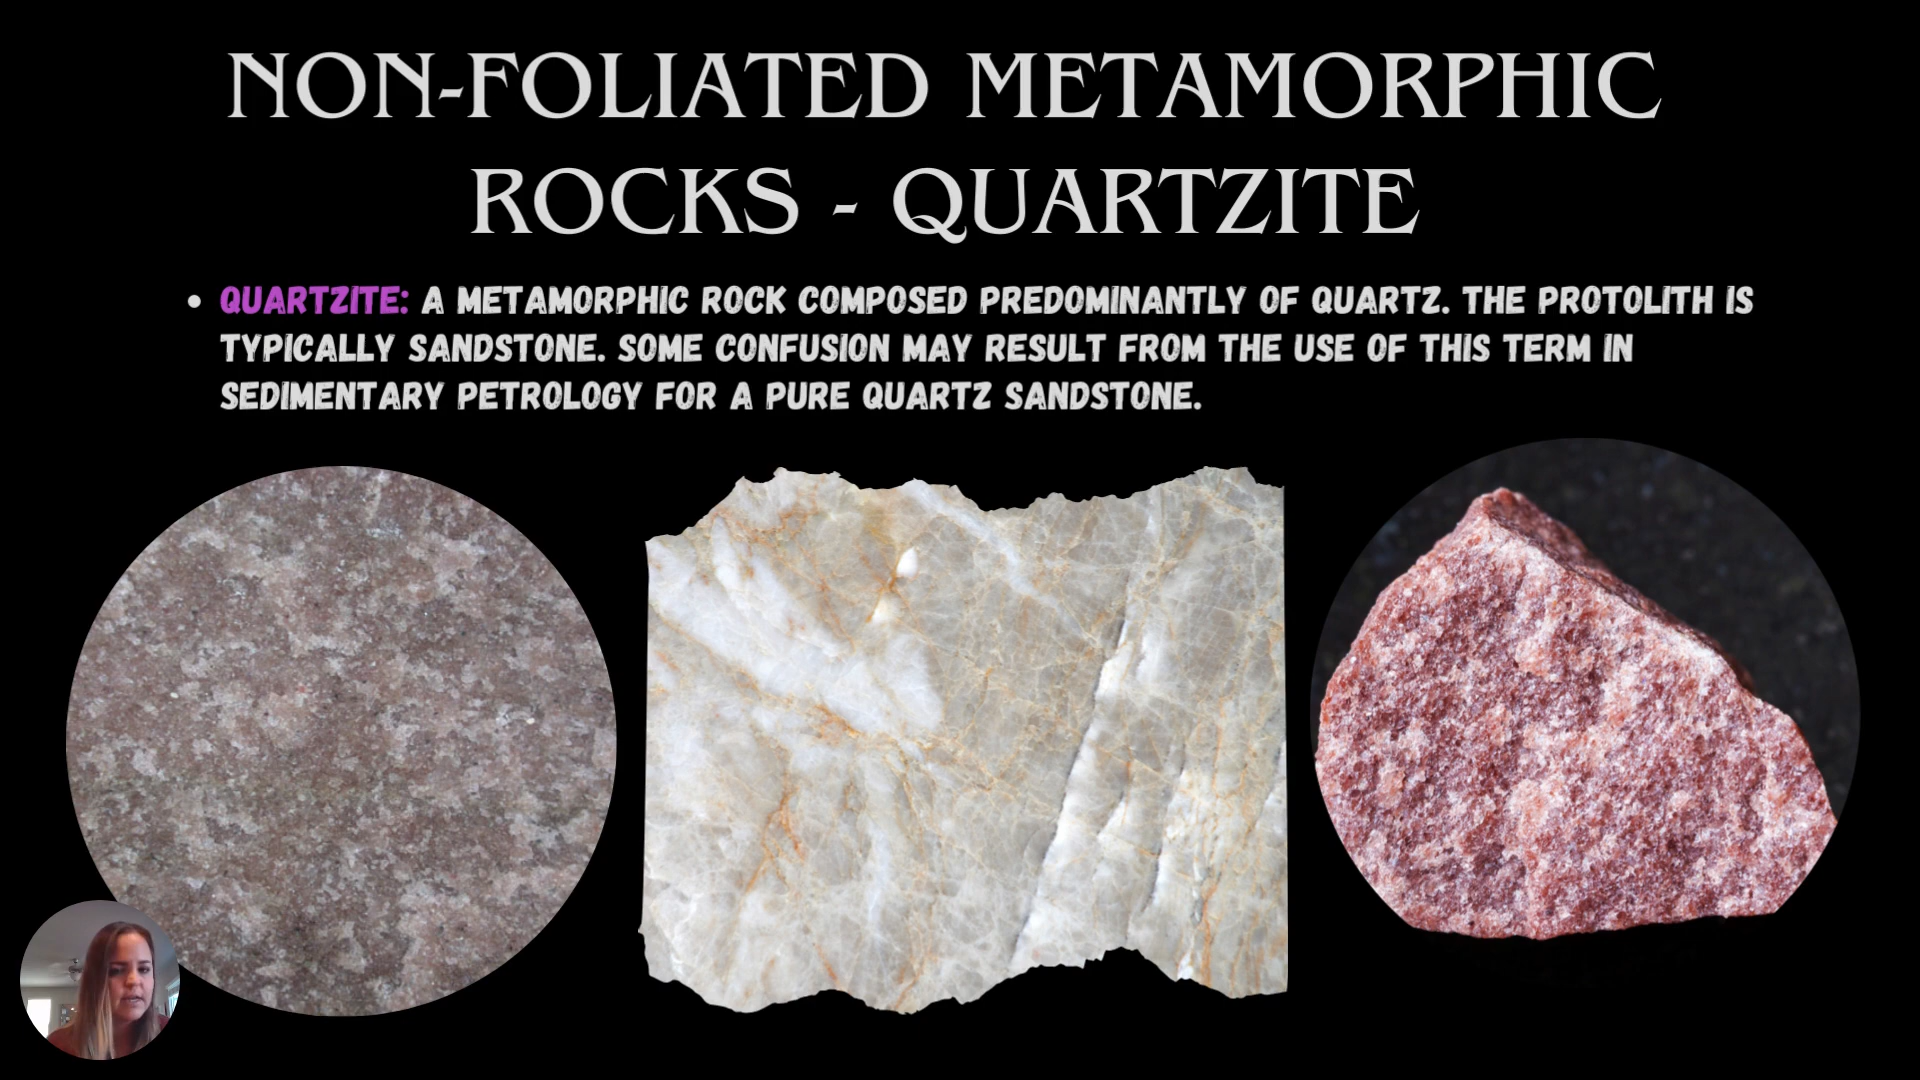 NON-FOLIATED METAMORPHIC
ROCKS - QUARTZITE
• QUARTZITE: A METAMORPHIC ROCK COMPOSED PREDOMINANTLY OF QUARTZ. THE PROTOLITH IS
TYPICALLY SANDSTONE. SOME CONFUSION MAY RESULT FROM THE USE OF THIS TERM IN
SEDIMENTARY PETROLOGY FOR A PURE QUARTZ SANDSTONE.